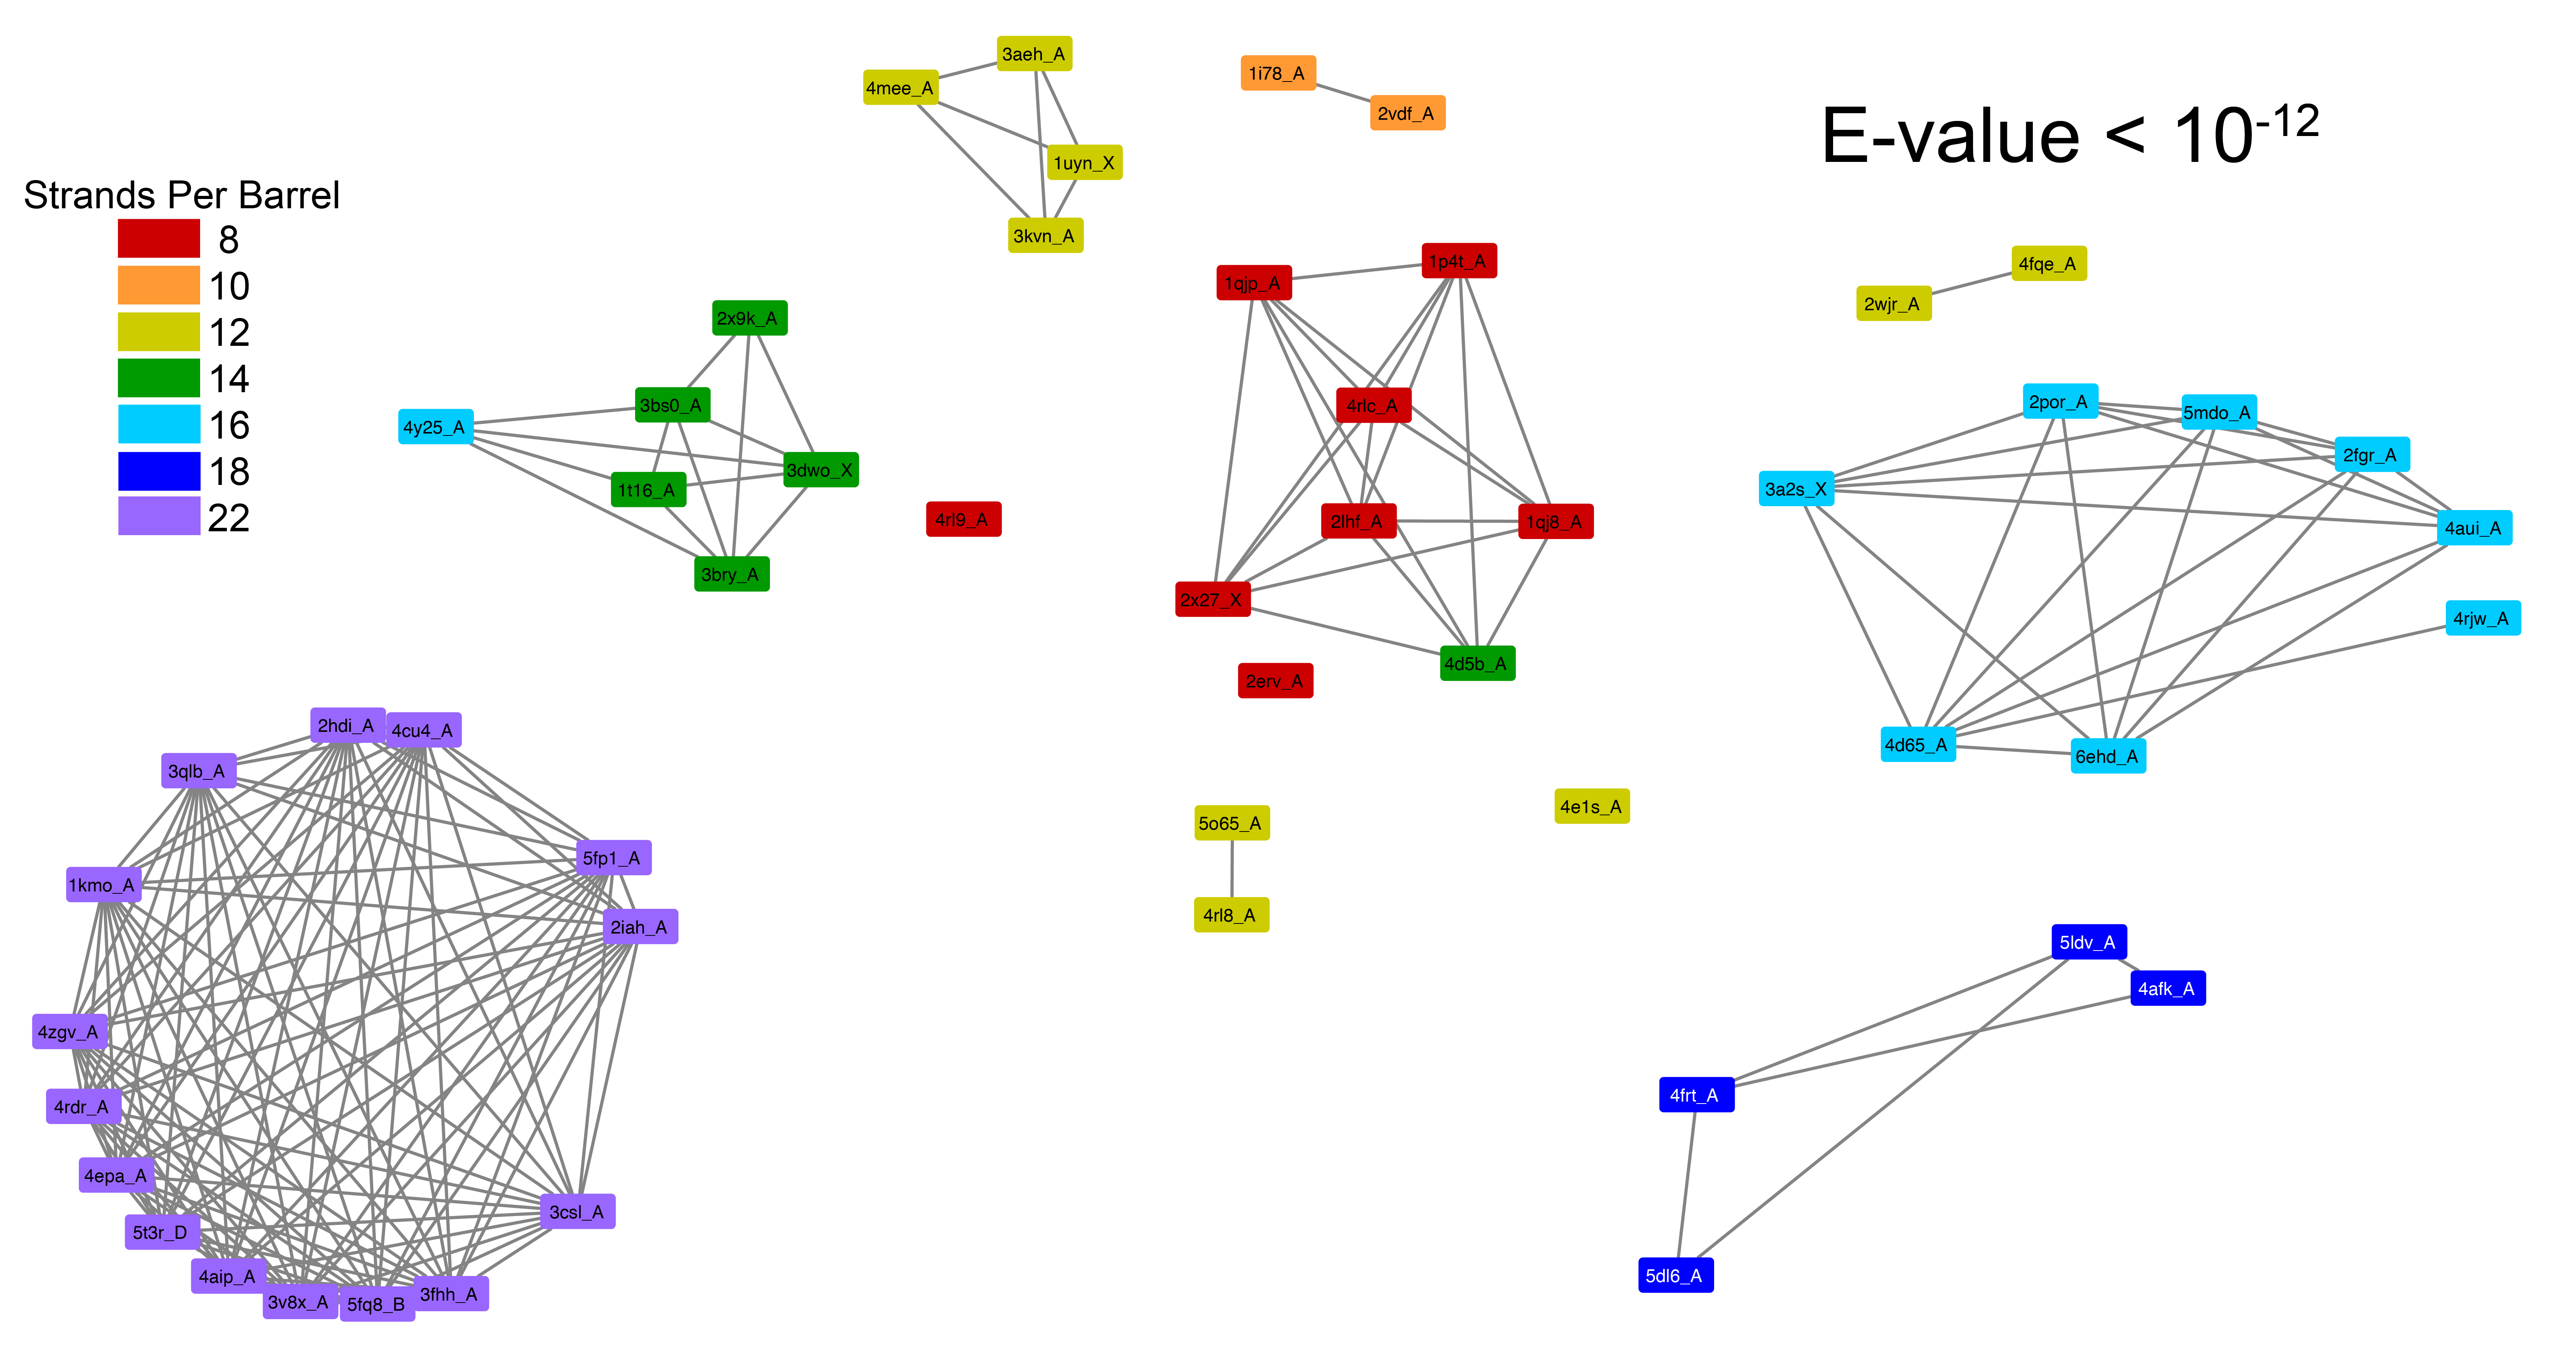 3aeh_A
4mee_A
1uyn_X
3kvn_A
1i78_A
2vdf_A
E-value < 10⁻¹²
Strands Per Barrel
8
10
12
14
16
18
22
2x9k_A
3bs0_A
4y25_A
3dwo_X
1t16_A
3bry_A
4rl9_A
1qjp_A
1p4t_A
4rlc_A
2lhf_A
1qj8_A
2x27_X
4d5b_A
2erv_A
4fqe_A
2wjr_A
2por_A
5mdo_A
2fgr_A
3a2s_X
4aui_A
4rjw_A
4d65_A
6ehd_A
2hdi_A
4cu4_A
3qlb_A
5fp1_A
1kmo_A
2iah_A
4zgv_A
4rdr_A
4epa_A
3csl_A
5t3r_D
4aip_A
3v8x_A
5fq8_B
3fhh_A
5o65_A
4rl8_A
4e1s_A
5ldv_A
4afk_A
4frt_A
5dl6_A